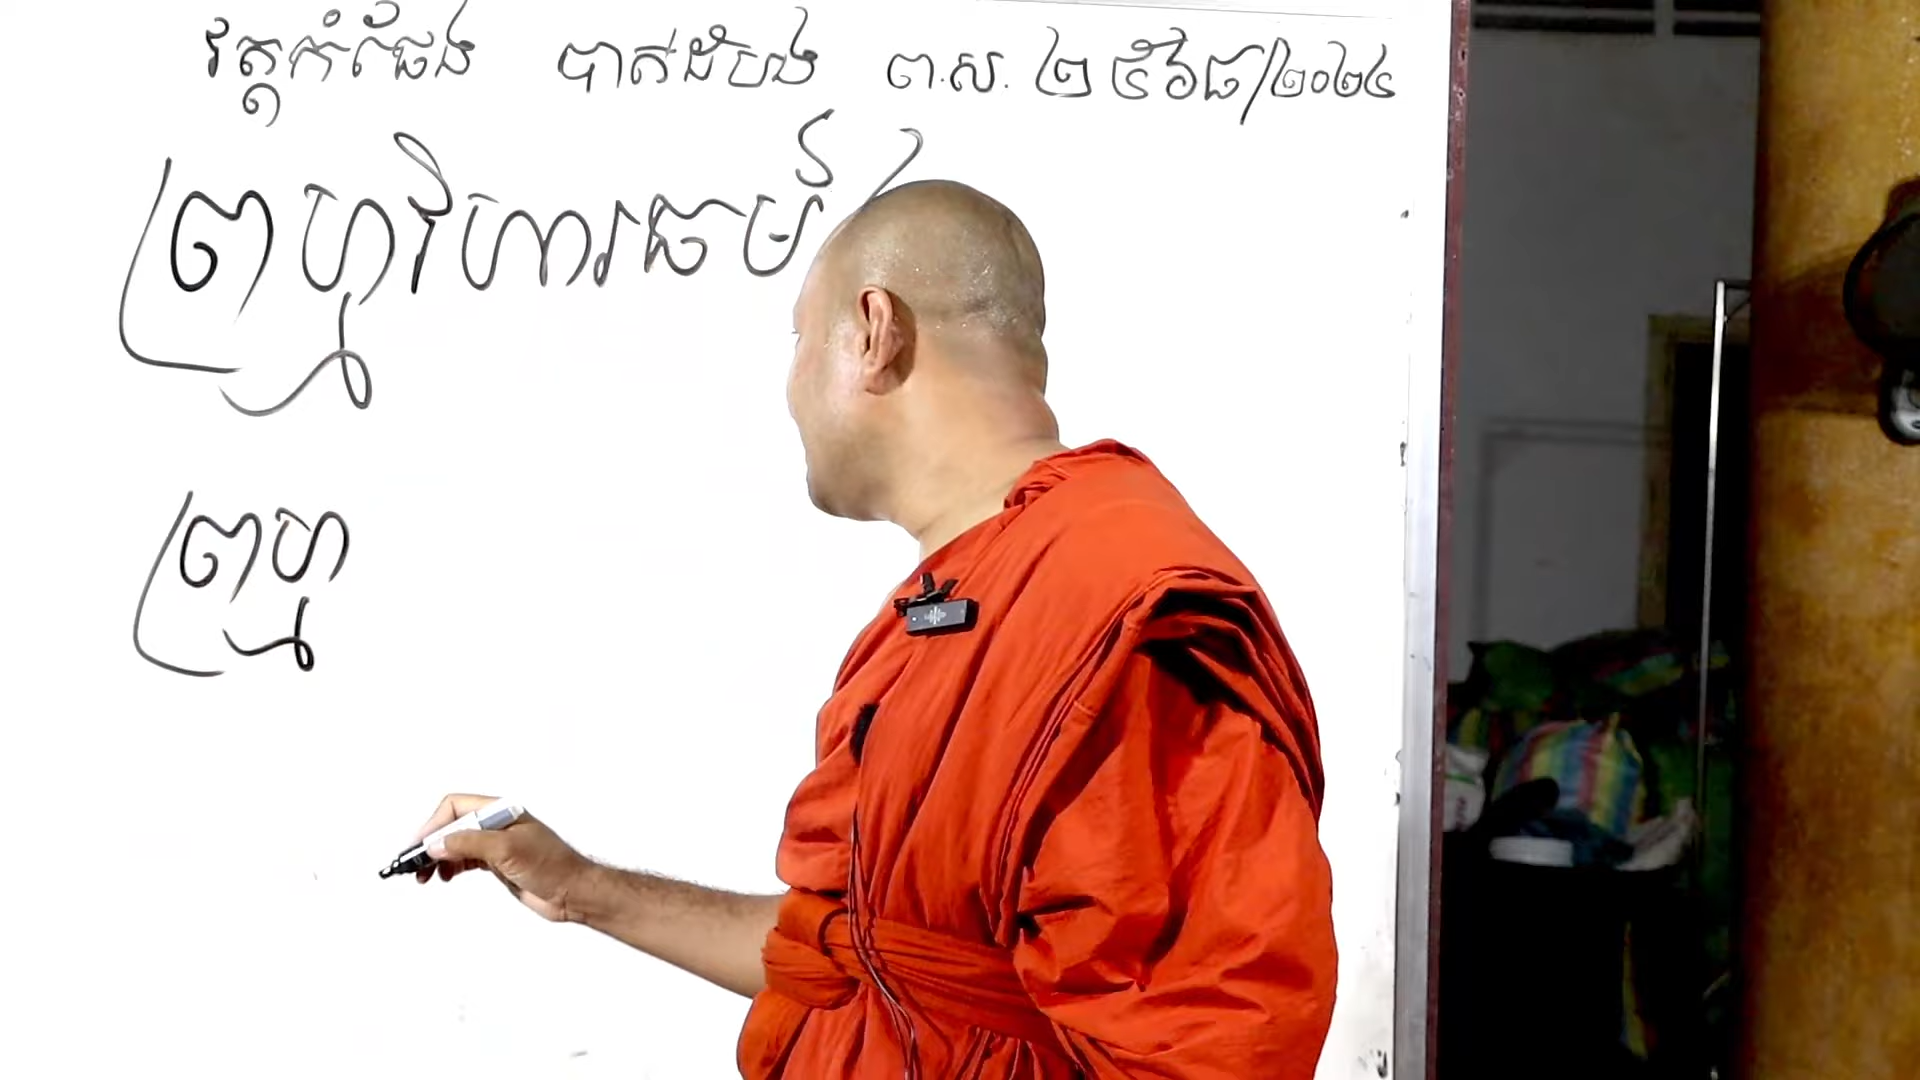 វត្តកំផែង បាត់ដំបង ព.ស. ២៥៦៨/២០២៤
ព្រហ្មវិហារធម៌
ព្រហ្ម